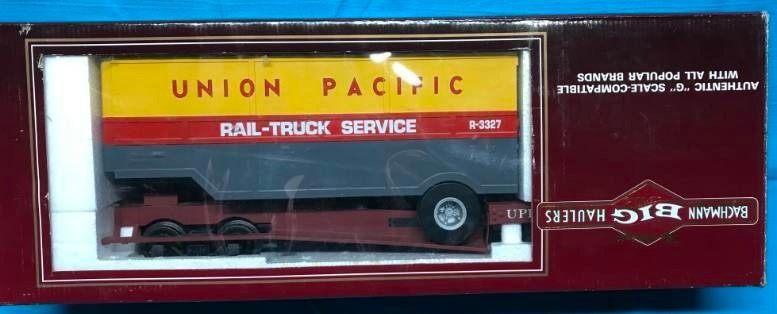 UNION PACIFIC
RAIL-TRUCK SERVICE R-3327
UP
AUTHENTIC "G" SCALE-COMPATIBLE
WITH ALL POPULAR BRANDS
BACHMANN BIG HAULERS